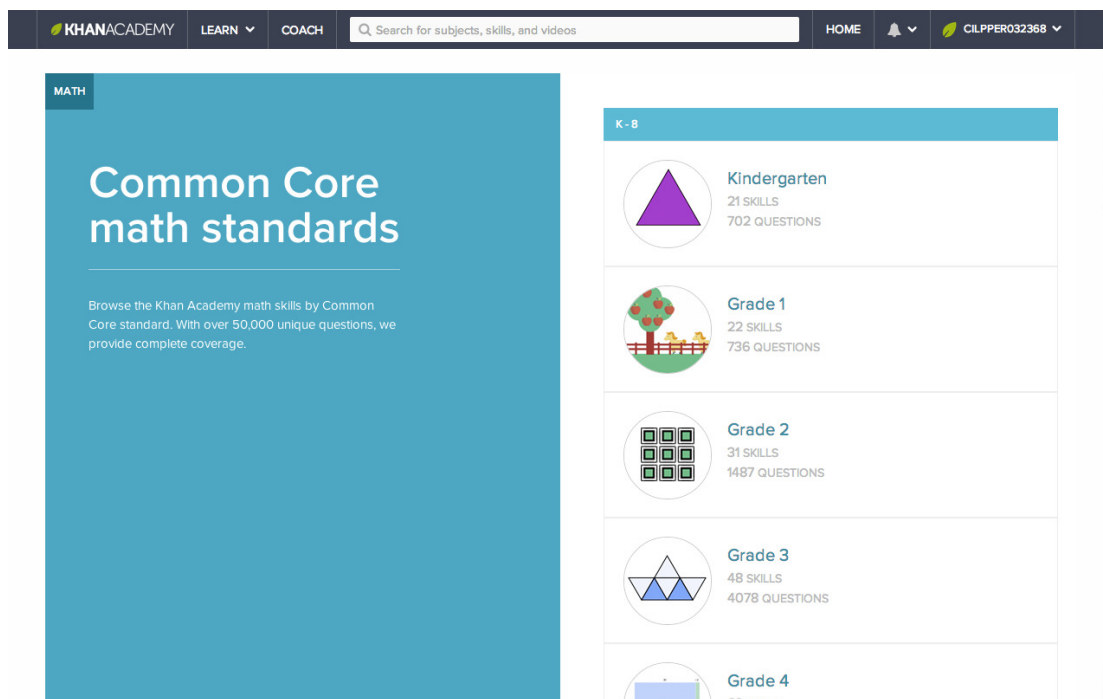 KHANACADEMY LEARN COACH Search for subjects, skills, and videos HOME CILPPER032368
MATH
Common Core
math standards
Browse the Khan Academy math skills by Common
Core standard. With over 50,000 unique questions, we
provide complete coverage.
K - 8
Kindergarten
21 SKILLS
702 QUESTIONS
Grade 1
22 SKILLS
736 QUESTIONS
Grade 2
31 SKILLS
1487 QUESTIONS
Grade 3
48 SKILLS
4078 QUESTIONS
Grade 4